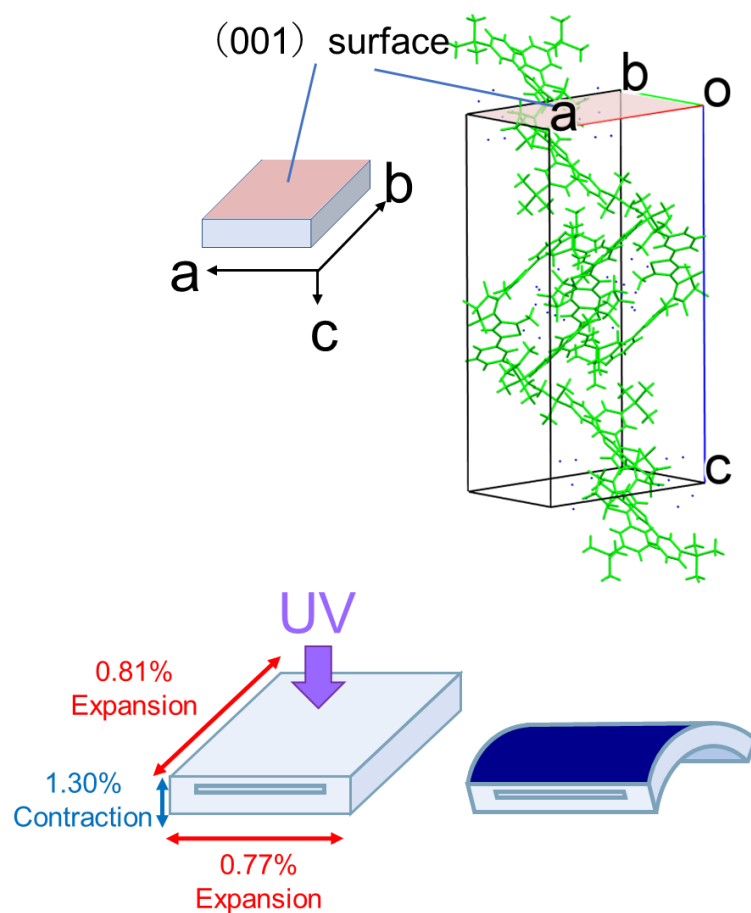 （001）surface
b
o
a
b
a
c
c
UV
0.81%
Expansion
1.30%
Contraction
0.77%
Expansion